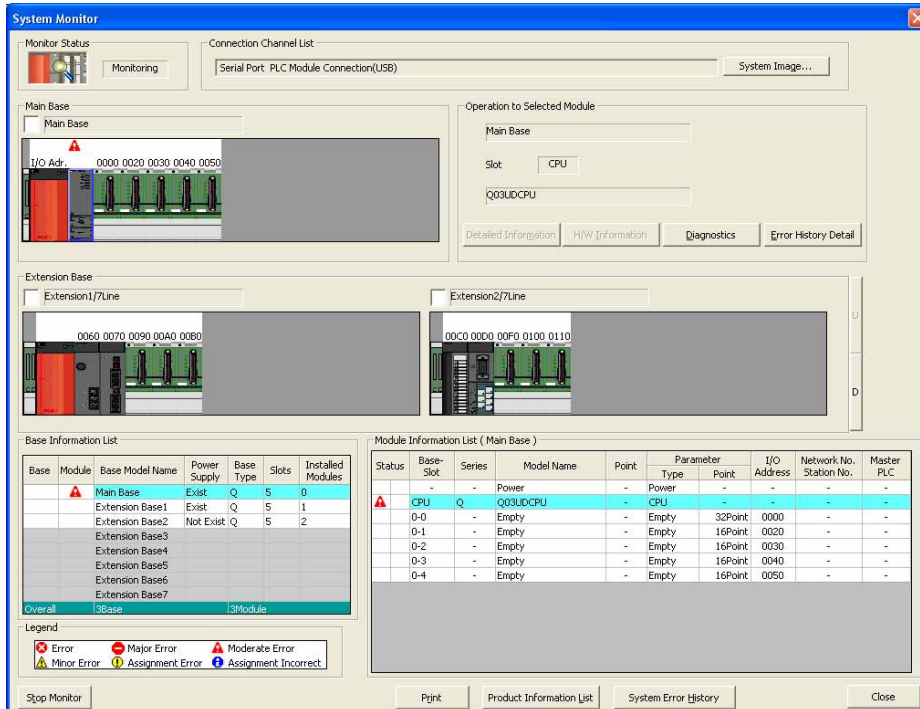 System Monitor
Monitor Status
Monitoring
Connection Channel List
Serial Port PLC Module Connection(USB)
System Image...
Main Base
Main Base
I/O Adr. 0000 0020 0030 0040 0050
Operation to Selected Module
Main Base
Slot CPU
Q03UDCPU
Detailed Information H/W Information Diagnostics Error History Detail
Extension Base
Extension1/7Line
0060 0070 0090 00A0 00B0
Extension2/7Line
00C0 00D0 00F0 0100 0110
U
D
Base Information List
Base Module Base Model Name Power Supply Base Type Slots Installed Modules
Main Base Exist Q 5 0
Extension Base1 Exist Q 5 1
Extension Base2 Not Exist Q 5 2
Extension Base3
Extension Base4
Extension Base5
Extension Base6
Extension Base7
Overall 3Base 3Module
Legend
Error Major Error Moderate Error
Minor Error Assignment Error Assignment Incorrect
Module Information List ( Main Base )
Status Base-Slot Series Model Name Point Parameter Type Point I/O Address Network No. Station No. Master PLC
- - Power - Power - - - -
CPU Q Q03UDCPU - CPU - - - -
0-0 - Empty - Empty 32Point 0000 - -
0-1 - Empty - Empty 16Point 0020 - -
0-2 - Empty - Empty 16Point 0030 - -
0-3 - Empty - Empty 16Point 0040 - -
0-4 - Empty - Empty 16Point 0050 - -
Stop Monitor Print Product Information List System Error History Close